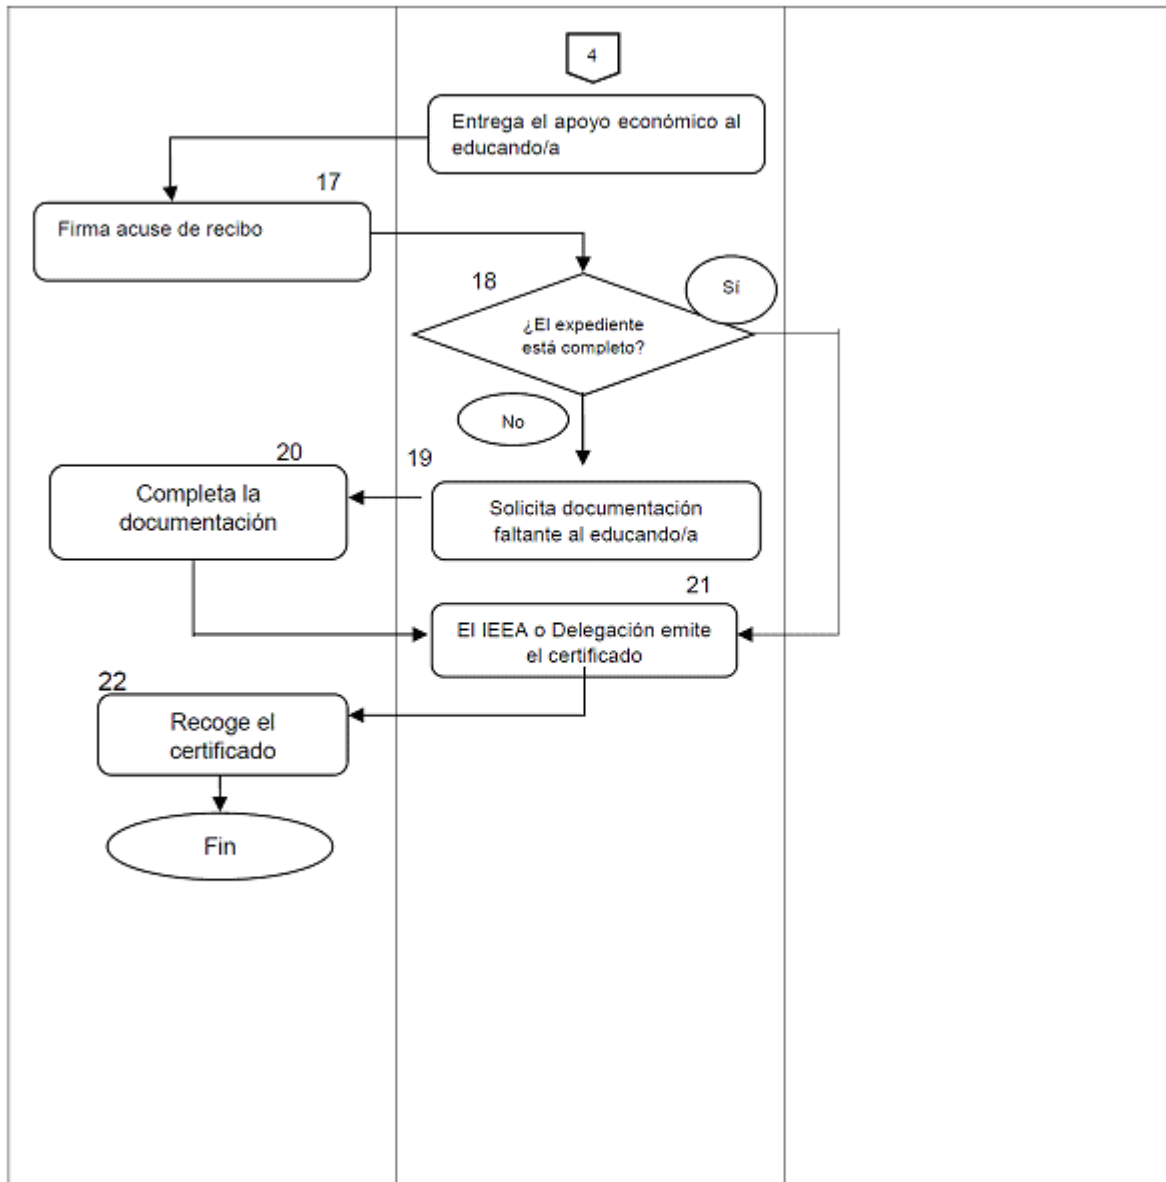 4
Entrega el apoyo económico al
educando/a
17
Firma acuse de recibo
18
Sí
¿El expediente
está completo?
No
20
19
Completa la
documentación
Solicita documentación
faltante al educando/a
21
El IEEA o Delegación emite
el certificado
22
Recoge el
certificado
Fin